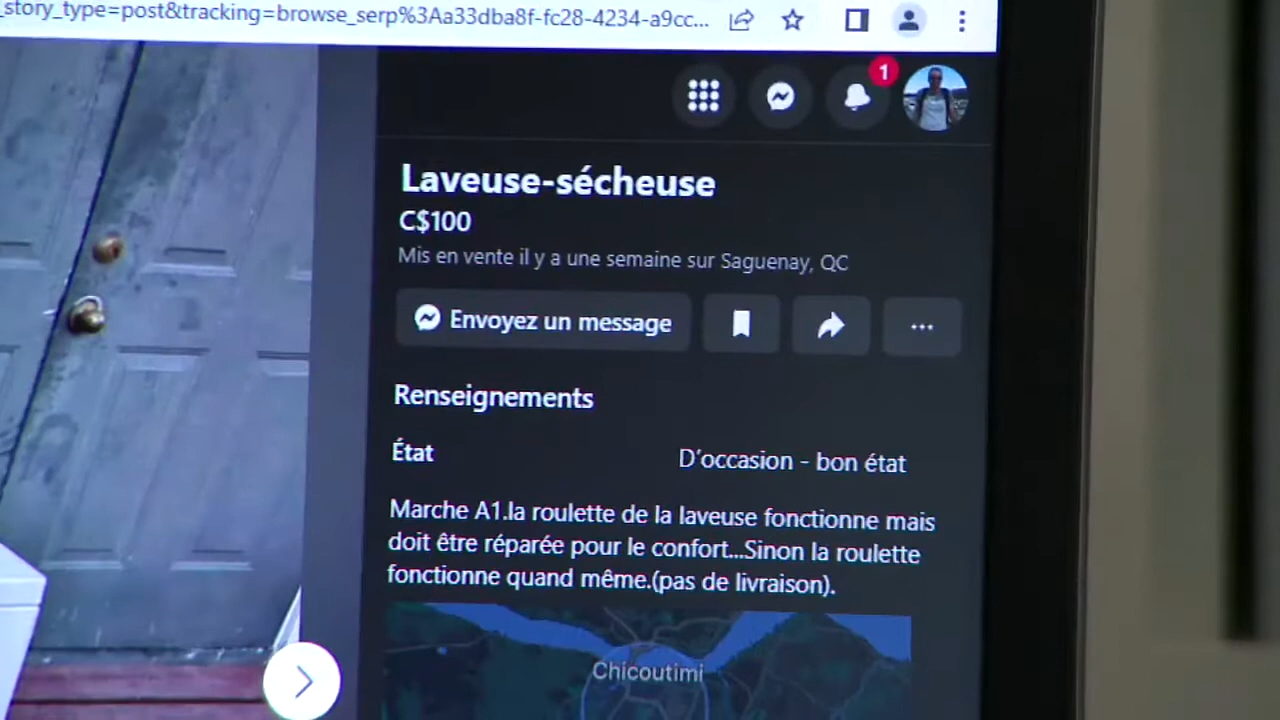 _story_type=post&tracking=browse_serp%3Aa33dba8f-fc28-4234-a9cc...
1
Laveuse-sécheuse
C$100
Mis en vente il y a une semaine sur Saguenay, QC
Envoyez un message
Renseignements
État
D'occasion - bon état
Marche A1.la roulette de la laveuse fonctionne mais
doit être réparée pour le confort...Sinon la roulette
fonctionne quand même.(pas de livraison).
Chicoutimi